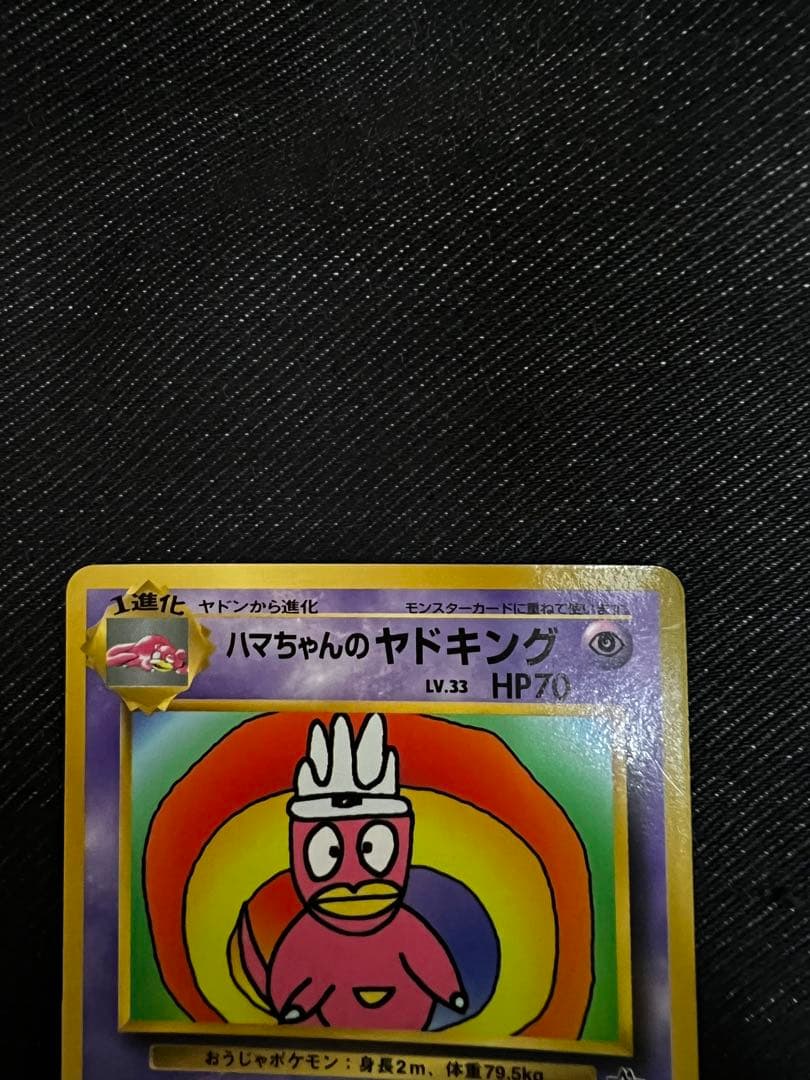 1進化 ヤドンから進化 モンスターカードに重ねて使います
ハマちゃんのヤドキング
LV.33 HP70
おうじゃポケモン：身長2m、体重79.5kg